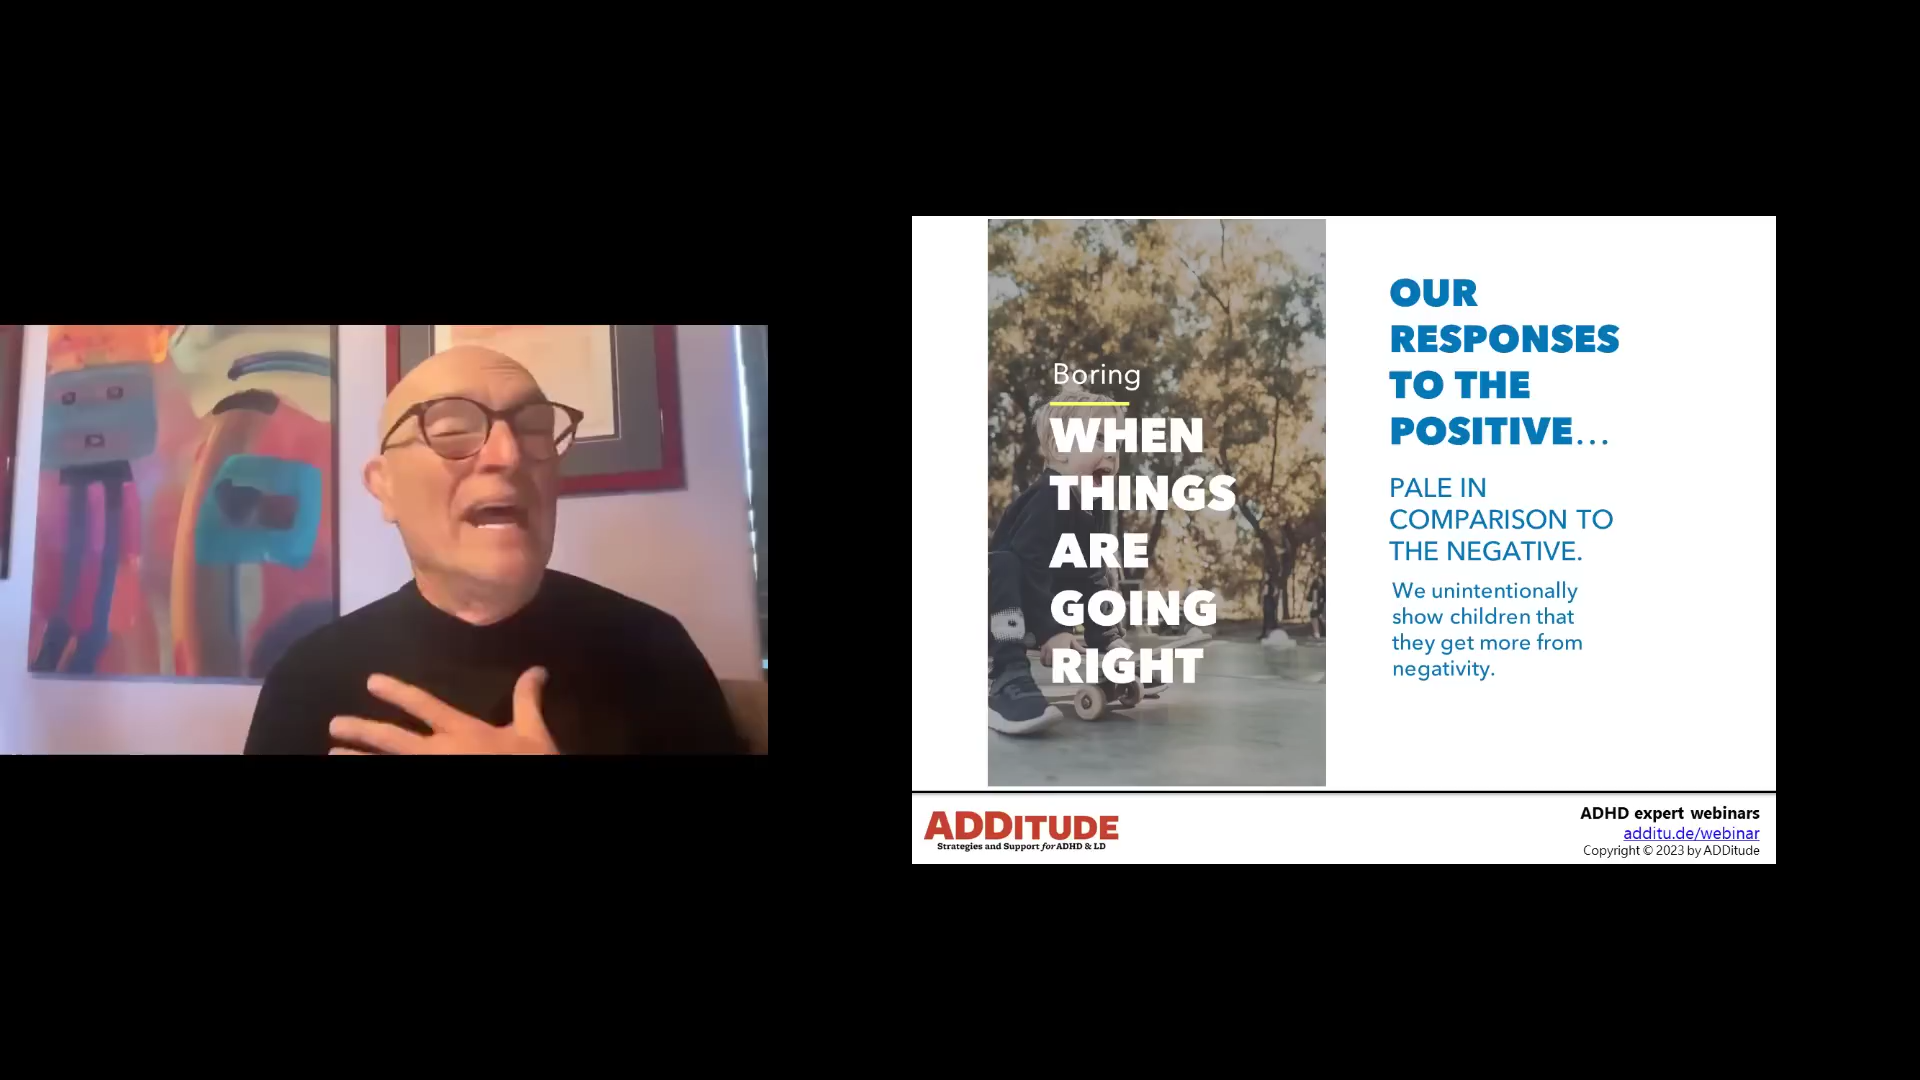 Boring
WHEN
THINGS
ARE
GOING
RIGHT
OUR
RESPONSES
TO THE
POSITIVE...
PALE IN
COMPARISON TO
THE NEGATIVE.
We unintentionally
show children that
they get more from
negativity.
ADDITUDE
Strategies and Support for ADHD & LD
ADHD expert webinars
additu.de/webinar
Copyright © 2023 by ADDitude